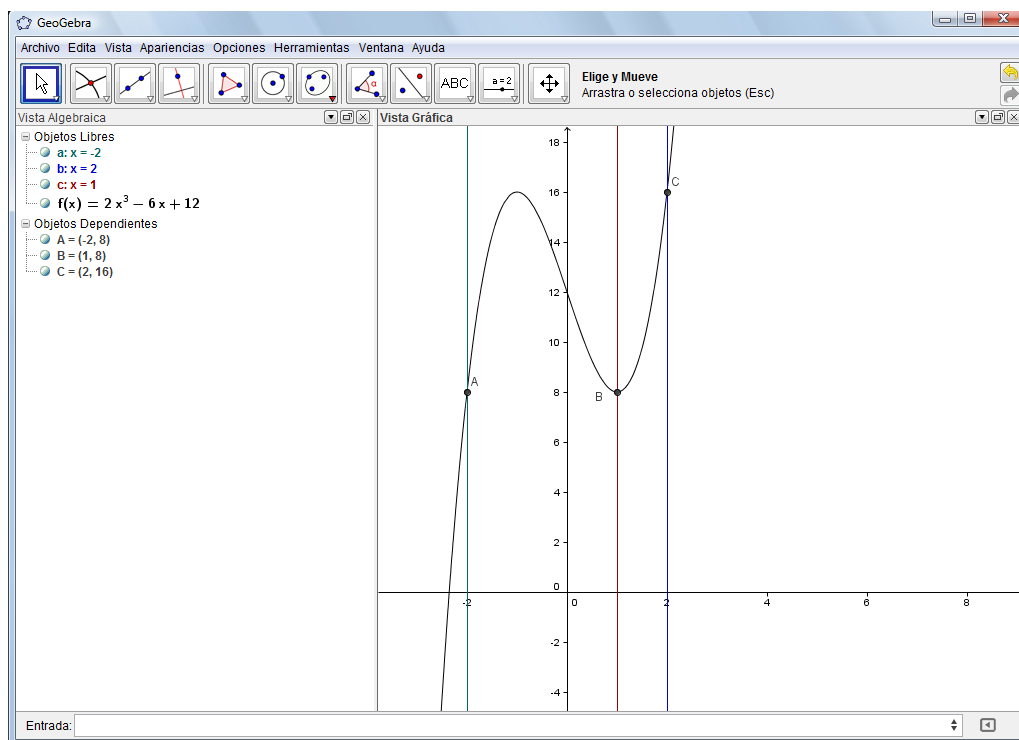 GeoGebra
Archivo Edita Vista Apariencias Opciones Herramientas Ventana Ayuda
ABC
a = 2
α
Elige y Mueve
Arrastra o selecciona objetos (Esc)
Vista Algebraica
Vista Gráfica
Objetos Libres
a: x = -2
b: x = 2
c: x = 1
f(x) = 2 x³ − 6 x + 12
Objetos Dependientes
A = (-2, 8)
B = (1, 8)
C = (2, 16)
18
16
14
12
10
8
6
4
2
0
-2
-4
-2 0 2 4 6 8
A
B
C
Entrada: